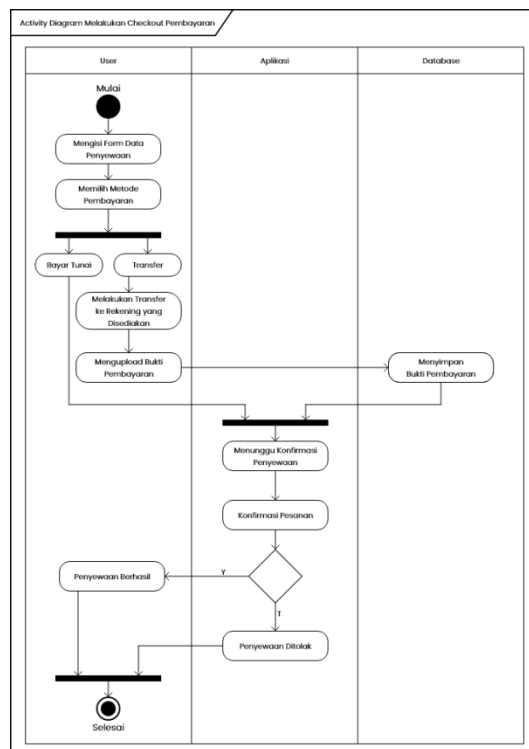 Activity Diagram Melakukan Checkout Pembayaran
User
Aplikasi
Database
Mulai
Mengisi Form Data
Penyewaan
Memilih Metode
Pembayaran
Bayar Tunai
Transfer
Melakukan Transfer
ke Rekening yang
Disediakan
Mengupload Bukti
Pembayaran
Menyimpan
Bukti Pembayaran
Menunggu Konfirmasi
Penyewaan
Konfirmasi Pesanan
Penyewaan Berhasil
Y
T
Penyewaan Ditolak
Selesai